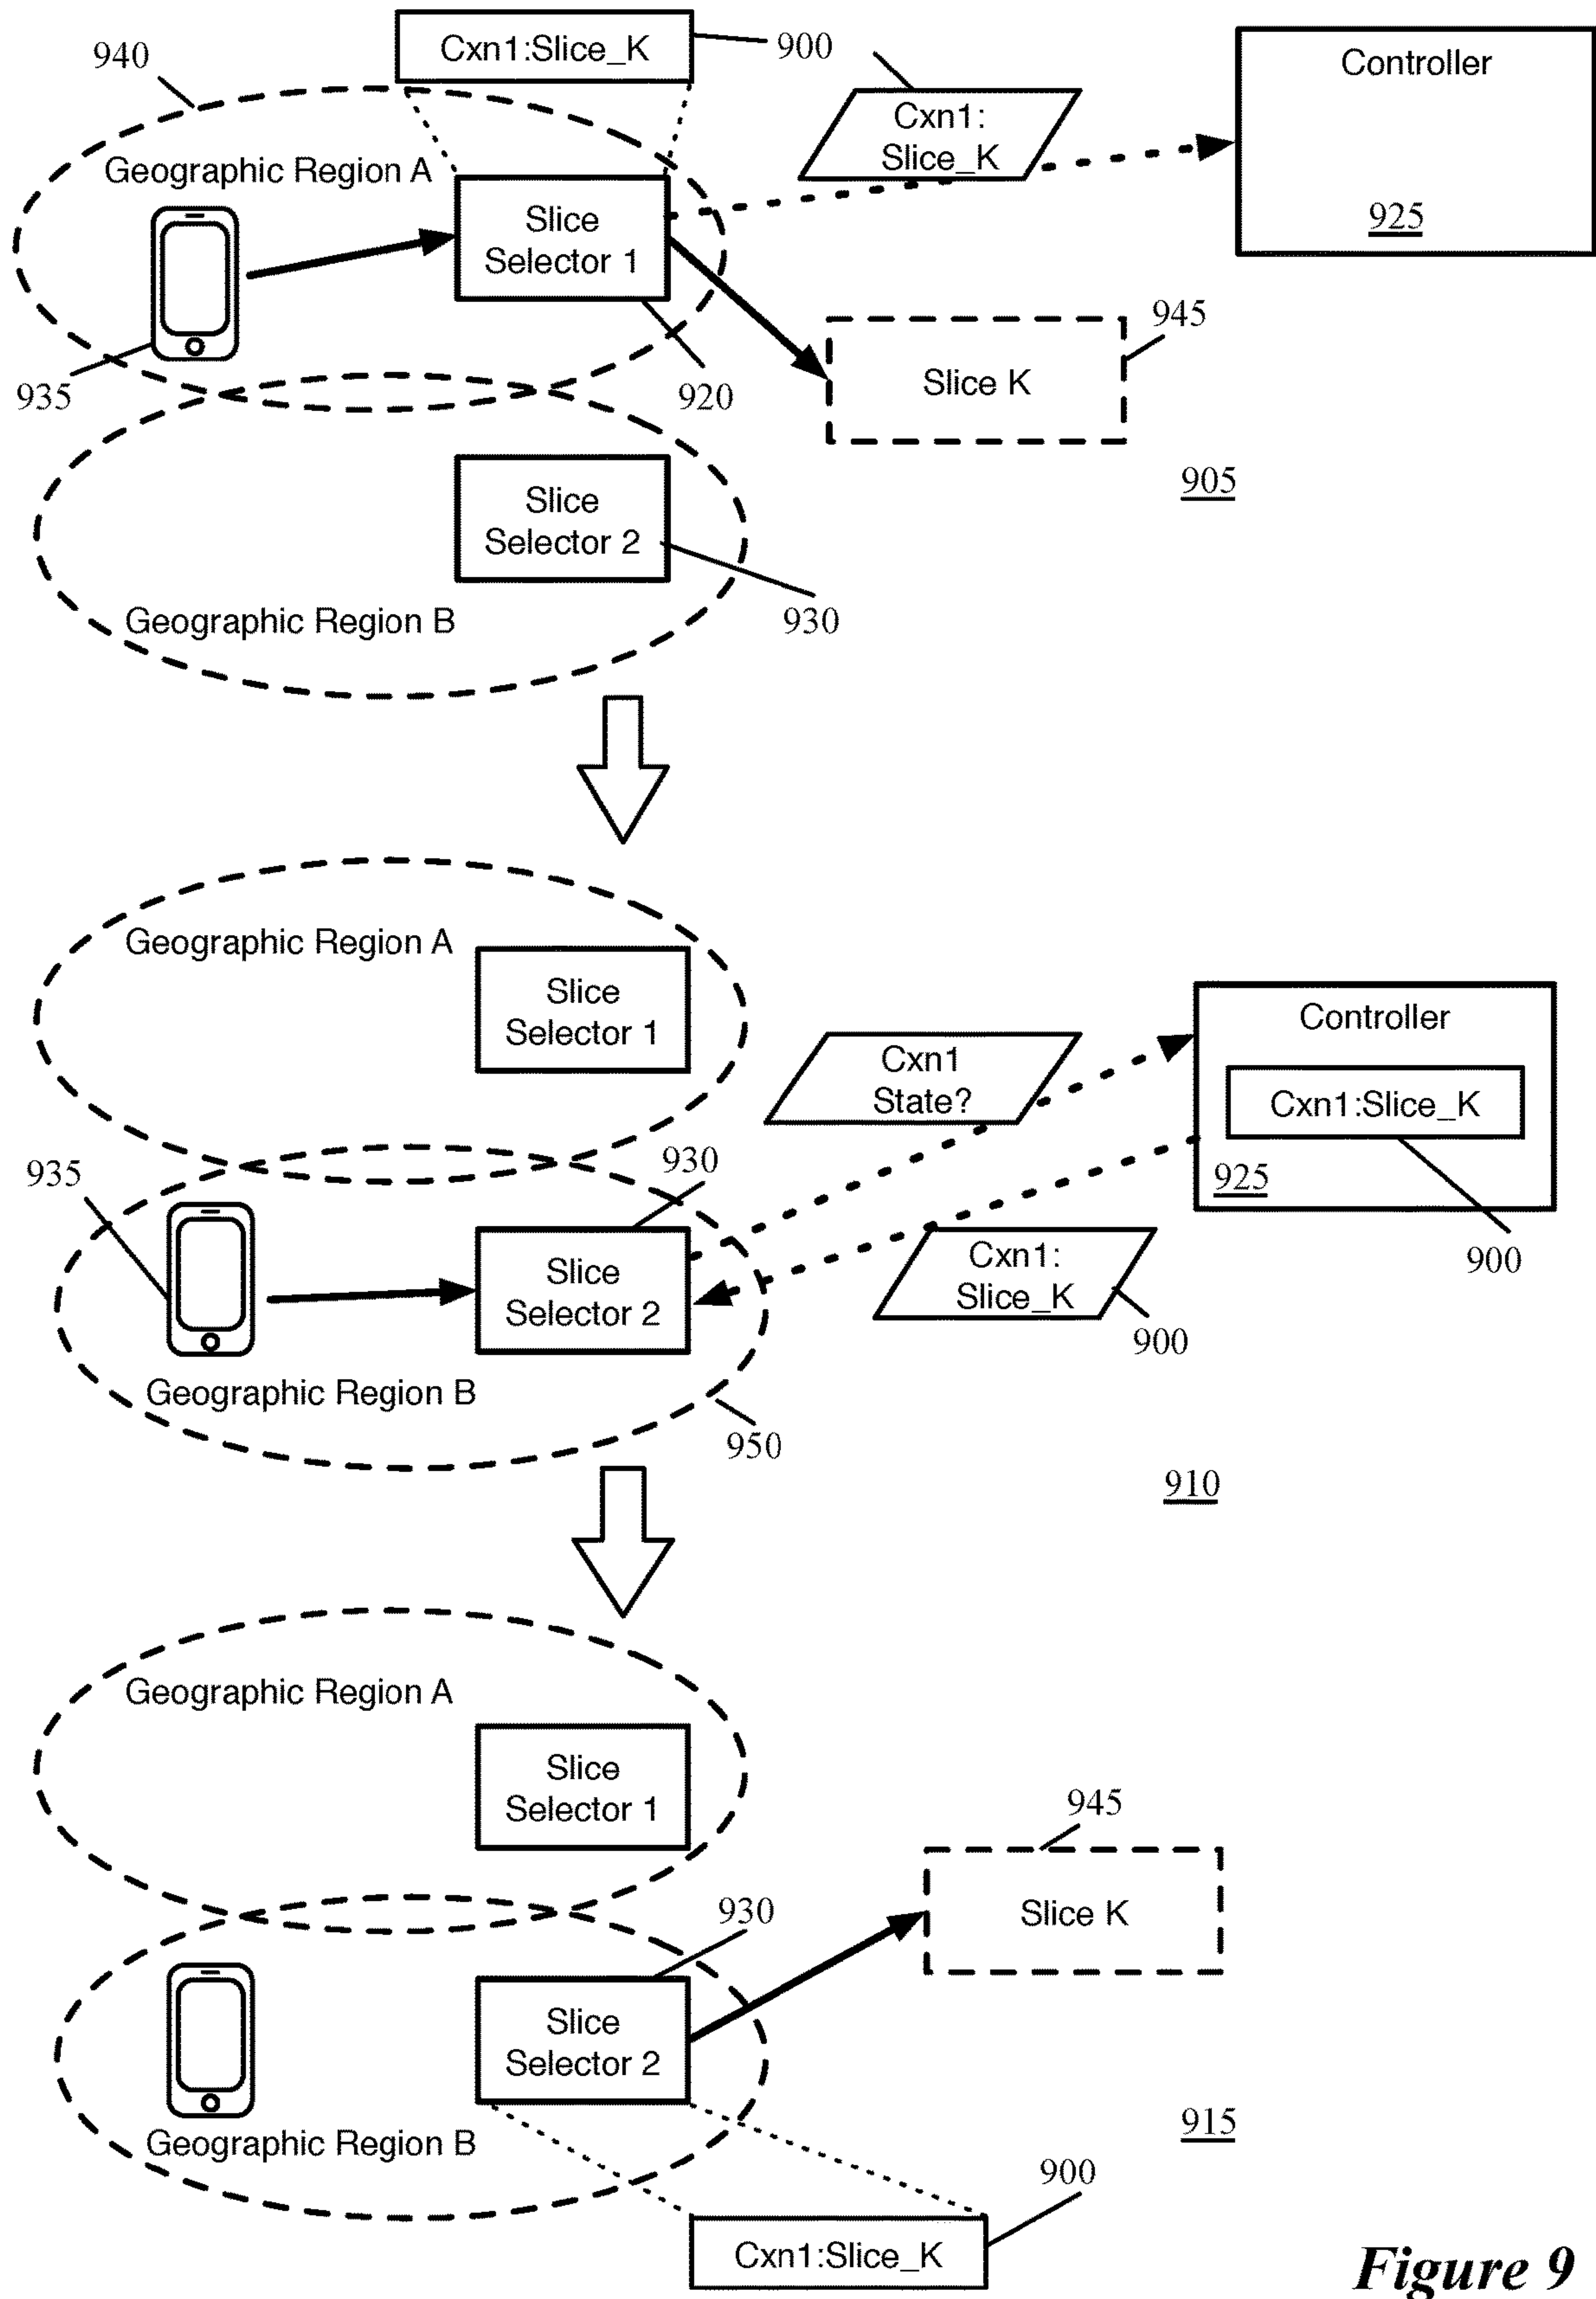 Cxn1:Slice_K
900
Controller
940
Cxn1:
Slice_K
Geographic Region A
Slice
Selector 1
925
945
935
920
Slice K
905
Slice
Selector 2
930
Geographic Region B
Geographic Region A
Slice
Selector 1
Controller
Cxn1
State?
Cxn1:Slice_K
935
930
925
900
Slice
Selector 2
Cxn1:
Slice_K
900
Geographic Region B
950
910
Geographic Region A
Slice
Selector 1
945
Slice K
930
Slice
Selector 2
915
Geographic Region B
900
Cxn1:Slice_K
Figure 9